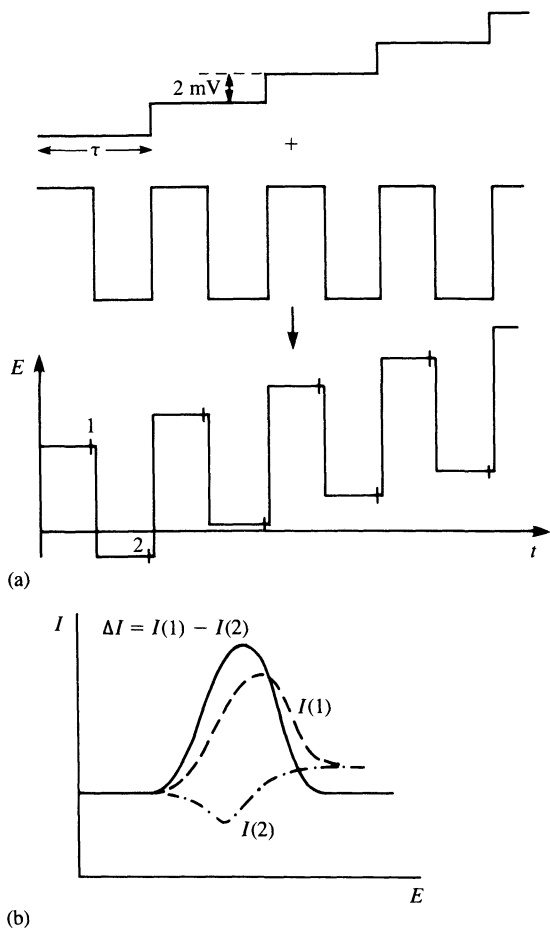 2 mV
τ
+
E
1
2
t
(a)
I
ΔI = I(1) − I(2)
I(1)
I(2)
E
(b)